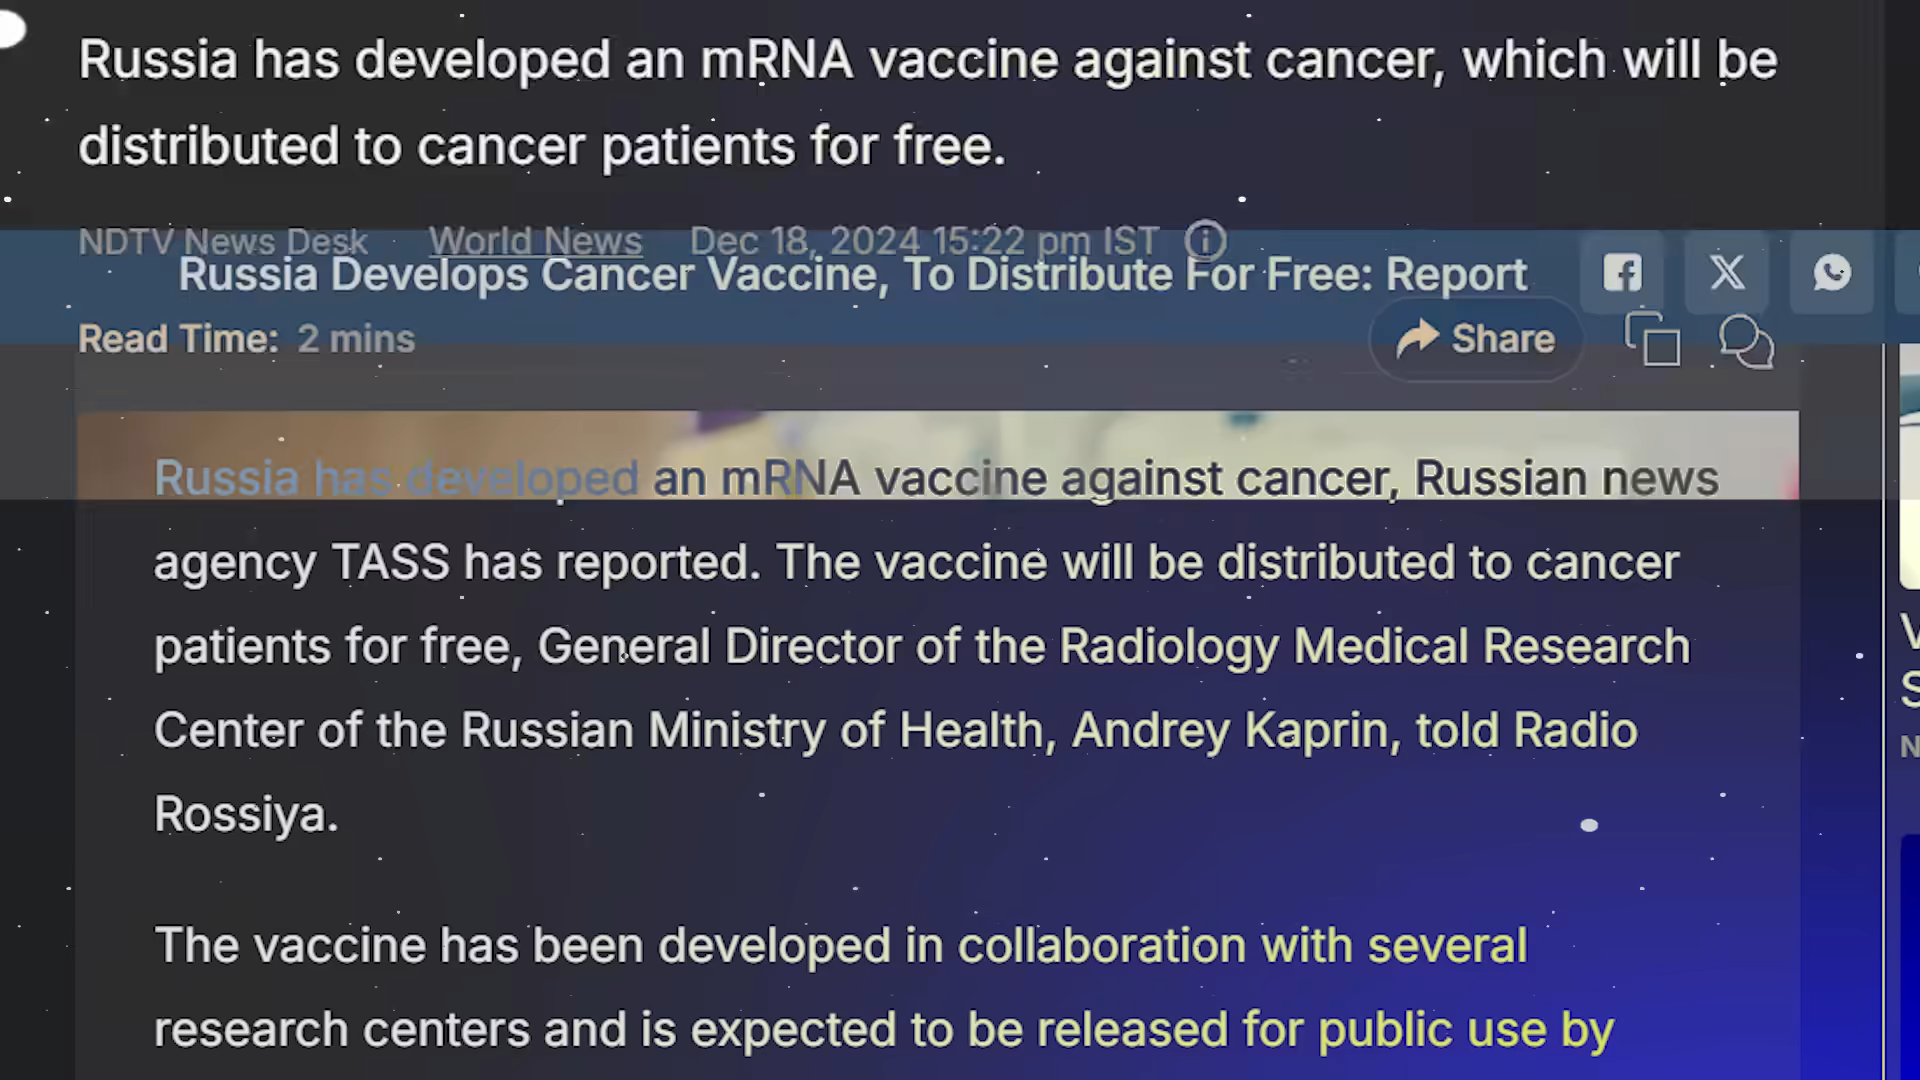 Russia has developed an mRNA vaccine against cancer, which will be
distributed to cancer patients for free.
NDTV News Desk World News Dec 18, 2024 15:22 pm IST
Russia Develops Cancer Vaccine, To Distribute For Free: Report
Read Time: 2 mins Share
Russia has developed an mRNA vaccine against cancer, Russian news
agency TASS has reported. The vaccine will be distributed to cancer
patients for free, General Director of the Radiology Medical Research
Center of the Russian Ministry of Health, Andrey Kaprin, told Radio
Rossiya.
The vaccine has been developed in collaboration with several
research centers and is expected to be released for public use by